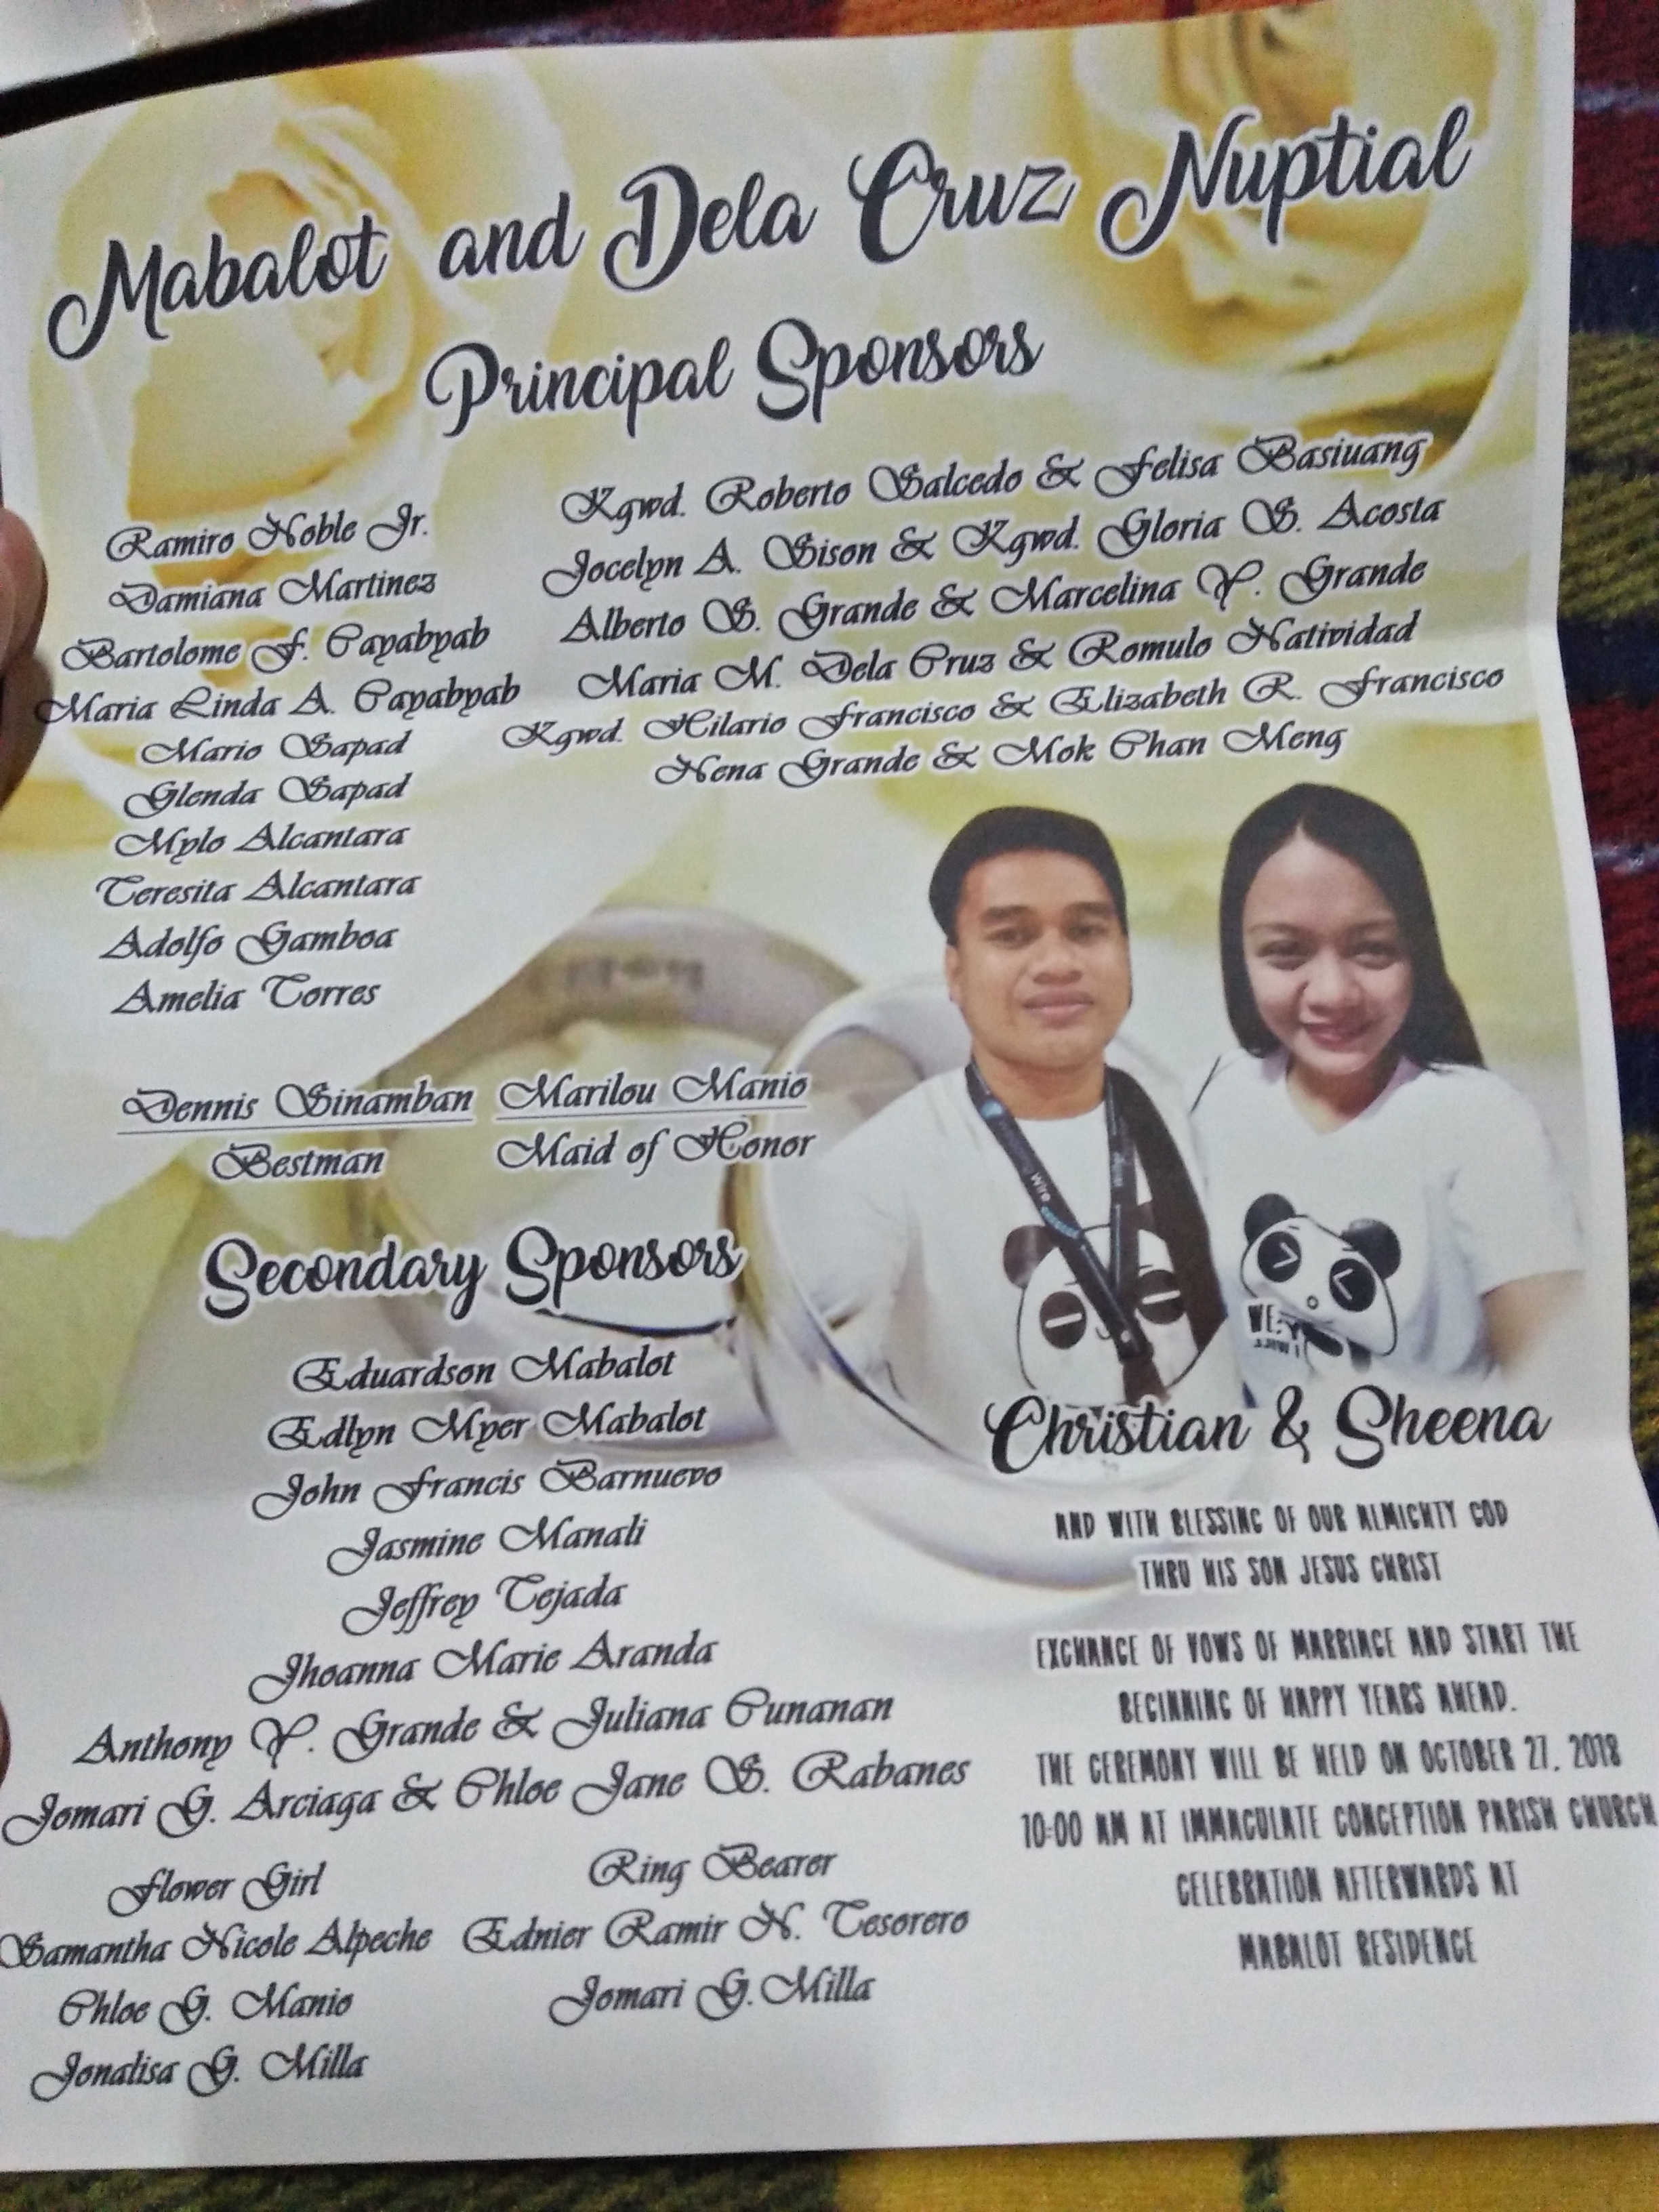 Mabalot and Dela Cruz Nuptial
Principal Sponsors
Ramiro Noble Jr.
Damiana Martinez
Bartolome F. Cayabyab
Maria Linda A. Cayabyab
Mario Sapad
Glenda Sapad
Mylo Alcantara
Teresita Alcantara
Adolfo Gamboa
Amelia Torres
Kgwd. Roberto Salcedo & Felisa Basiuang
Jocelyn A. Sison & Kgwd. Gloria S. Acosta
Alberto S. Grande & Marcelina Y. Grande
Maria M. Dela Cruz & Romulo Natividad
Kgwd. Hilario Francisco & Elizabeth R. Francisco
Nena Grande & Mok Chan Meng
Dennis Sinamban
Bestman
Marilou Manio
Maid of Honor
Secondary Sponsors
Eduardson Mabalot
Edlyn Myer Mabalot
John Francis Barnuevo
Jasmine Manali
Jeffrey Tejada
Jhoanna Marie Aranda
Anthony Y. Grande & Juliana Cunanan
Jomari G. Arciaga & Chloe Jane S. Rabanes
Flower Girl
Samantha Nicole Alpeche
Chloe G. Manio
Jonalisa G. Milla
Ring Bearer
Ednier Ramir N. Tesorero
Jomari G. Milla
Wire
WE
Christian & Sheena
AND WITH BLESSING OF OUR ALMIGHTY GOD
THRU HIS SON JESUS CHRIST
EXCHANGE OF VOWS OF MARRIAGE AND START THE
BEGINNING OF HAPPY YEARS AHEAD.
THE CEREMONY WILL BE HELD ON OCTOBER 27, 2018
10:00 AM AT IMMACULATE CONCEPTION PARISH CHURCH
CELEBRATION AFTERWARDS AT
MABALOT RESIDENCE